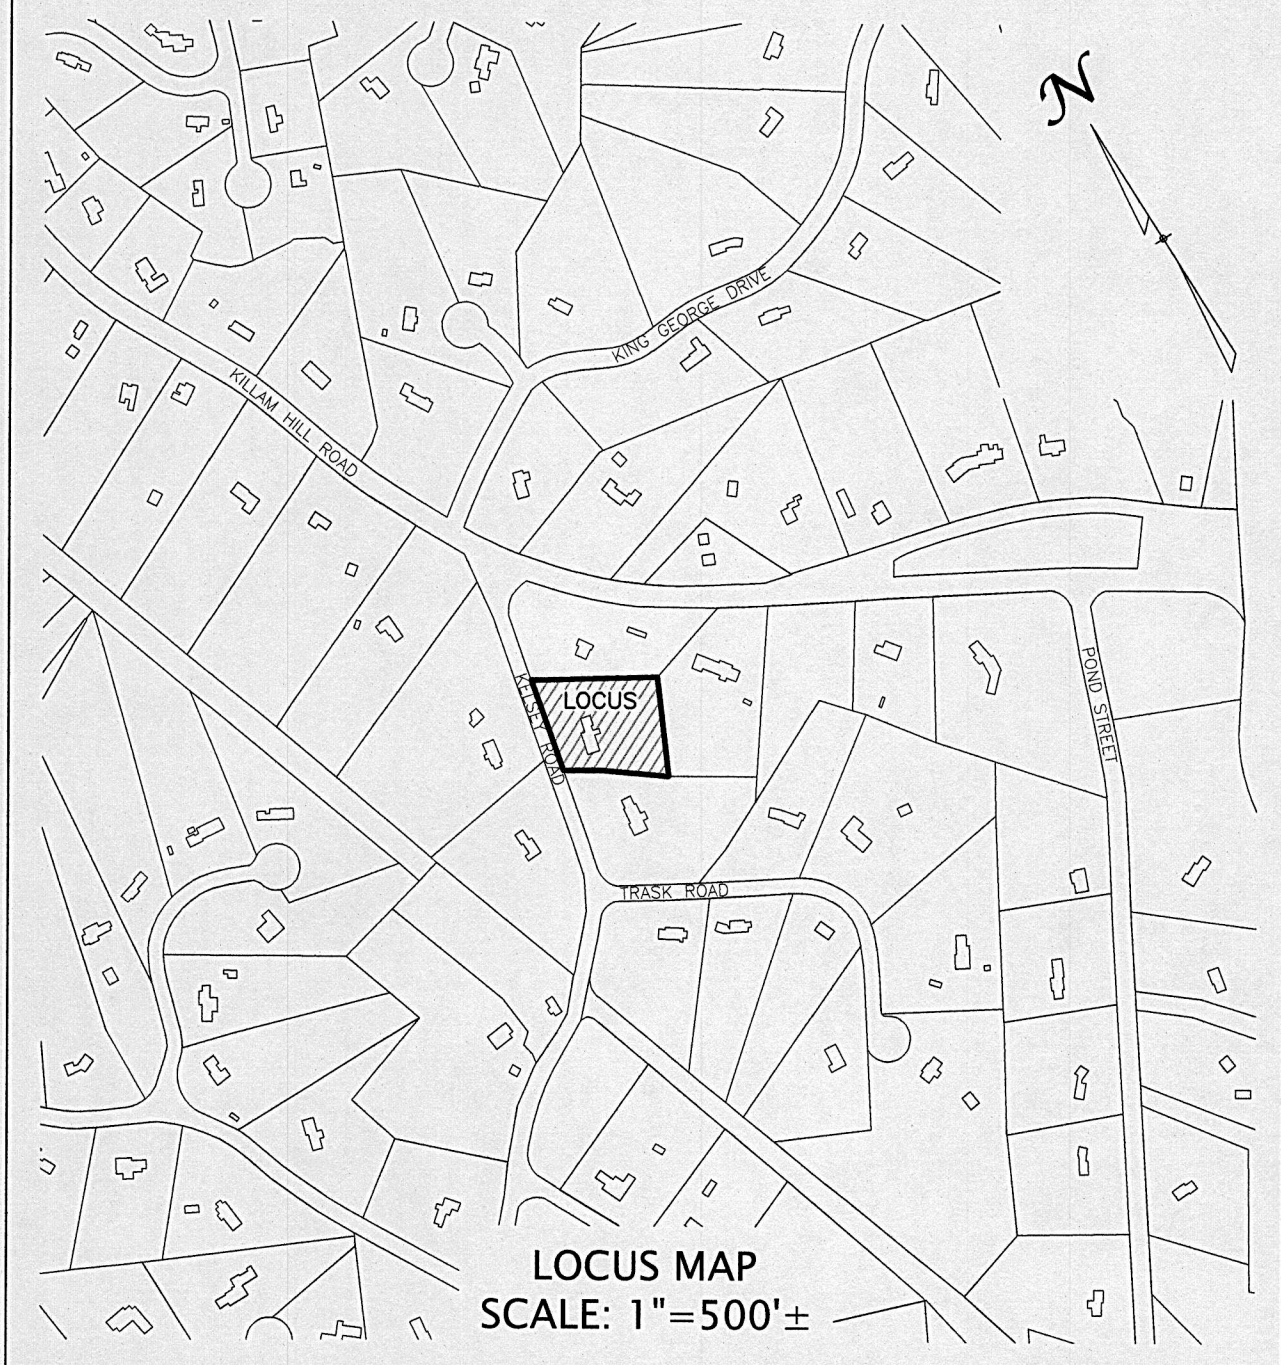 N
KING GEORGE DRIVE
KILLAM HILL ROAD
POND STREET
LOCUS
KELSEY ROAD
TRASK ROAD
LOCUS MAP
SCALE: 1"=500'±